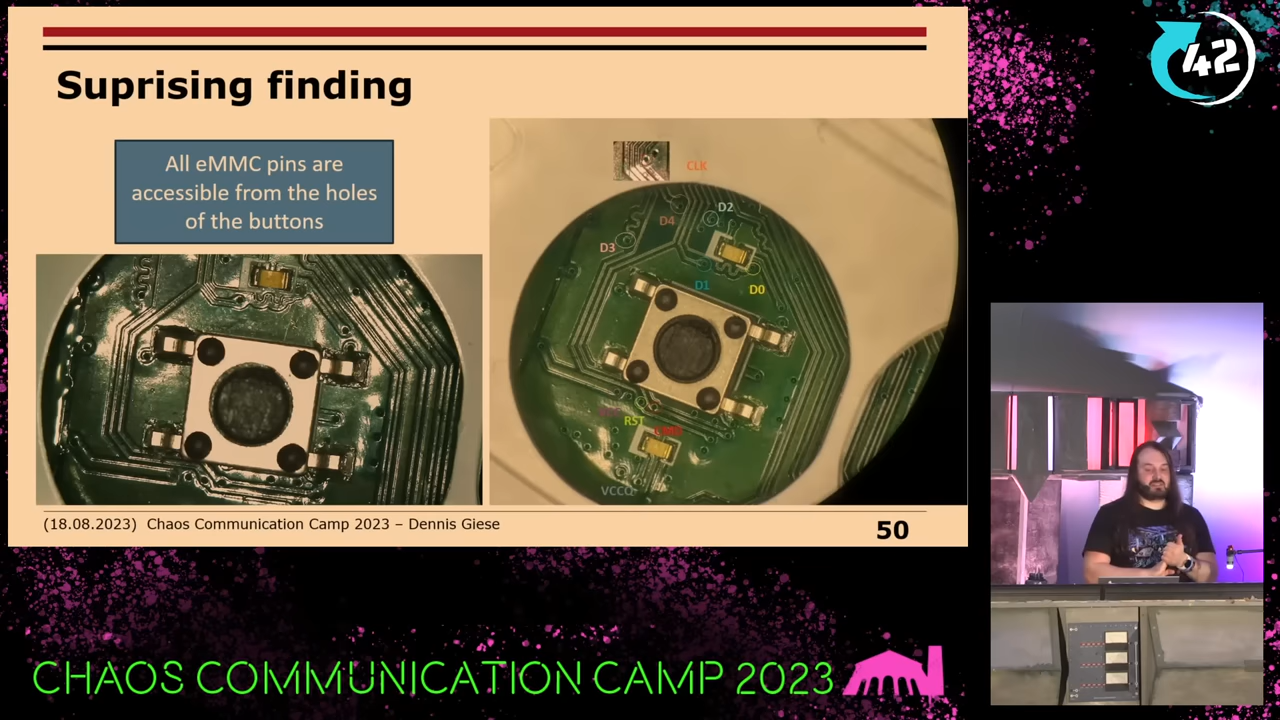 Suprising finding
All eMMC pins are
accessible from the holes
of the buttons
CLK
D2
D4
D3
D1
D0
RST
VCCQ
(18.08.2023) Chaos Communication Camp 2023 – Dennis Giese
50
42
CHAOS COMMUNICATION CAMP 2023